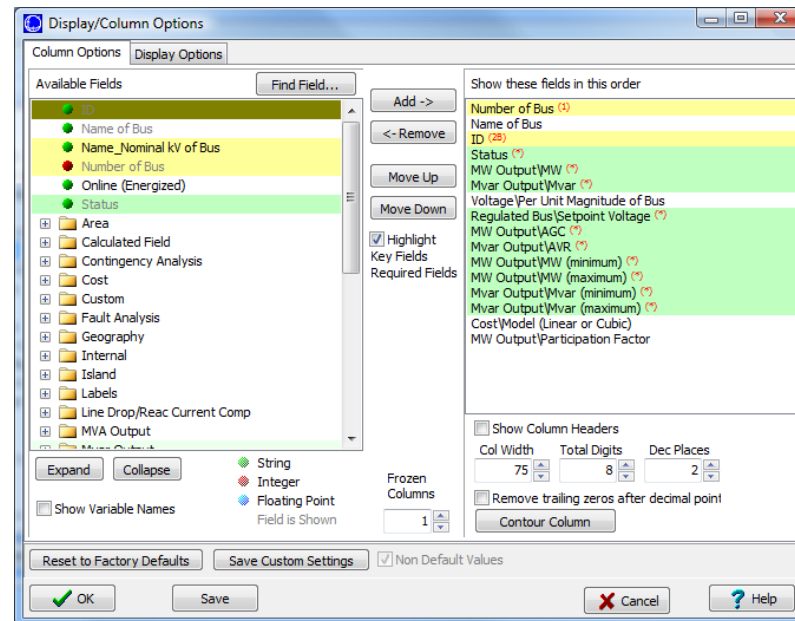 Display/Column Options
Column Options
Display Options
Available Fields
Find Field...
ID
Name of Bus
Name_Nominal kV of Bus
Number of Bus
Online (Energized)
Status
Area
Calculated Field
Contingency Analysis
Cost
Custom
Fault Analysis
Geography
Internal
Island
Labels
Line Drop/Reac Current Comp
MVA Output
Mvar Output
Expand
Collapse
Show Variable Names
String
Integer
Floating Point
Field is Shown
Add ->
<- Remove
Move Up
Move Down
Highlight
Key Fields
Required Fields
Frozen
Columns
1
Show these fields in this order
Number of Bus (1)
Name of Bus
ID (2B)
Status (*)
MW Output\MW (*)
Mvar Output\Mvar (*)
Voltage\Per Unit Magnitude of Bus
Regulated Bus\Setpoint Voltage (*)
MW Output\AGC (*)
Mvar Output\AVR (*)
MW Output\MW (minimum) (*)
MW Output\MW (maximum) (*)
Mvar Output\Mvar (minimum) (*)
Mvar Output\Mvar (maximum) (*)
Cost\Model (Linear or Cubic)
MW Output\Participation Factor
Show Column Headers
Col Width Total Digits Dec Places
75 8 2
Remove trailing zeros after decimal point
Contour Column
Reset to Factory Defaults
Save Custom Settings
Non Default Values
OK
Save
Cancel
? Help